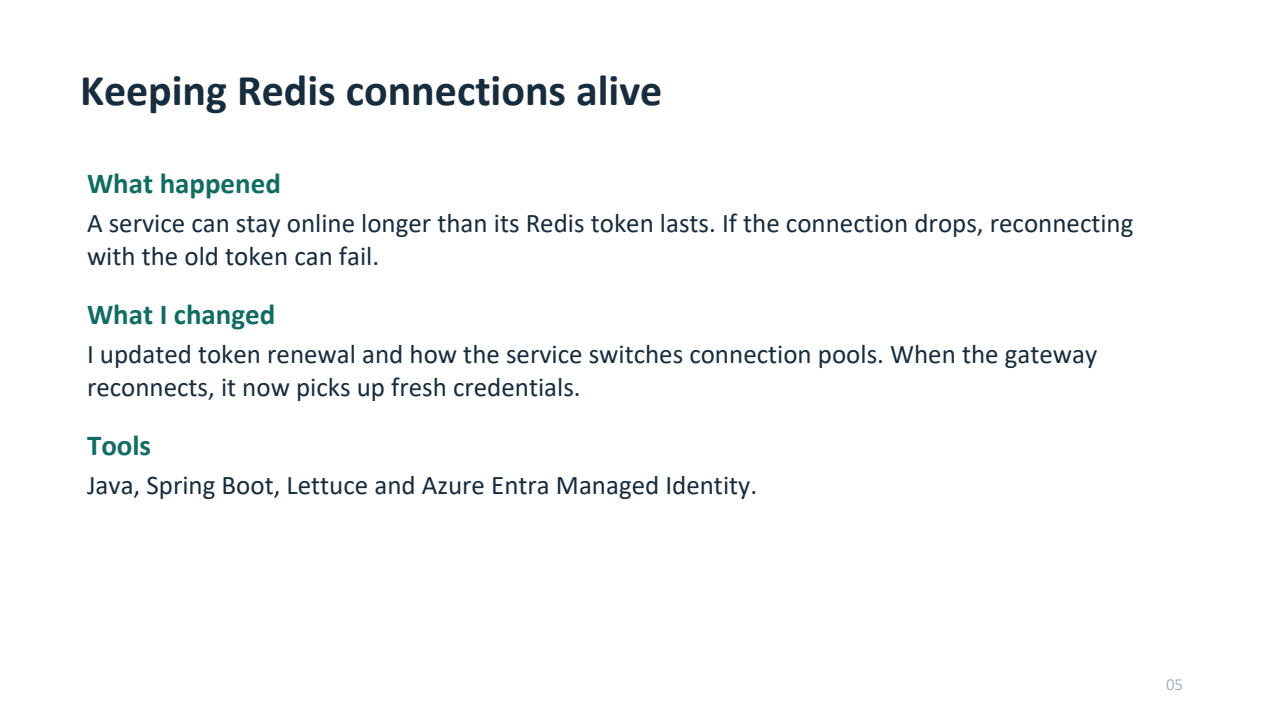 Keeping Redis connections alive
What happened
A service can stay online longer than its Redis token lasts. If the connection drops, reconnecting
with the old token can fail.
What I changed
I updated token renewal and how the service switches connection pools. When the gateway
reconnects, it now picks up fresh credentials.
Tools
Java, Spring Boot, Lettuce and Azure Entra Managed Identity.
05